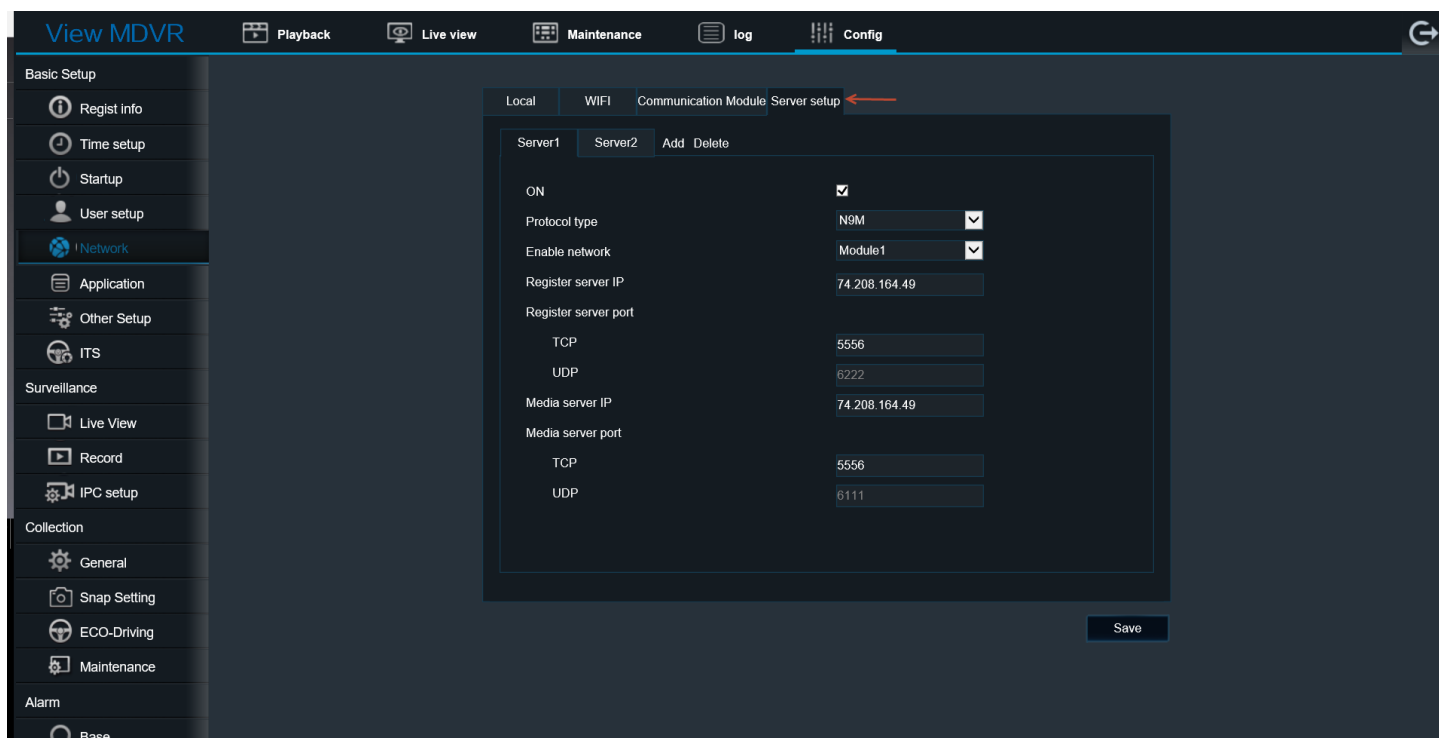 View MDVR
Playback
Live view
Maintenance
log
Config
Basic Setup
Regist info
Time setup
Startup
User setup
Network
Application
Other Setup
ITS
Surveillance
Live View
Record
IPC setup
Collection
General
Snap Setting
ECO-Driving
Maintenance
Alarm
Base
Local WIFI Communication Module Server setup
Server1 Server2 Add Delete
ON
Protocol type N9M
Enable network Module1
Register server IP 74.208.164.49
Register server port
TCP 5556
UDP 6222
Media server IP 74.208.164.49
Media server port
TCP 5556
UDP 6111
Save